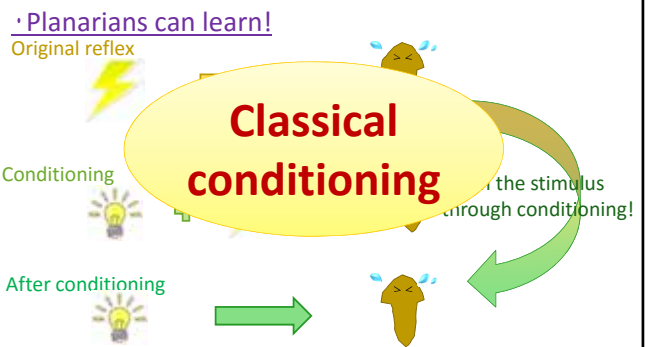 ·Planarians can learn!
Original reflex
Classical
conditioning
Conditioning
the stimulus
through conditioning!
After conditioning